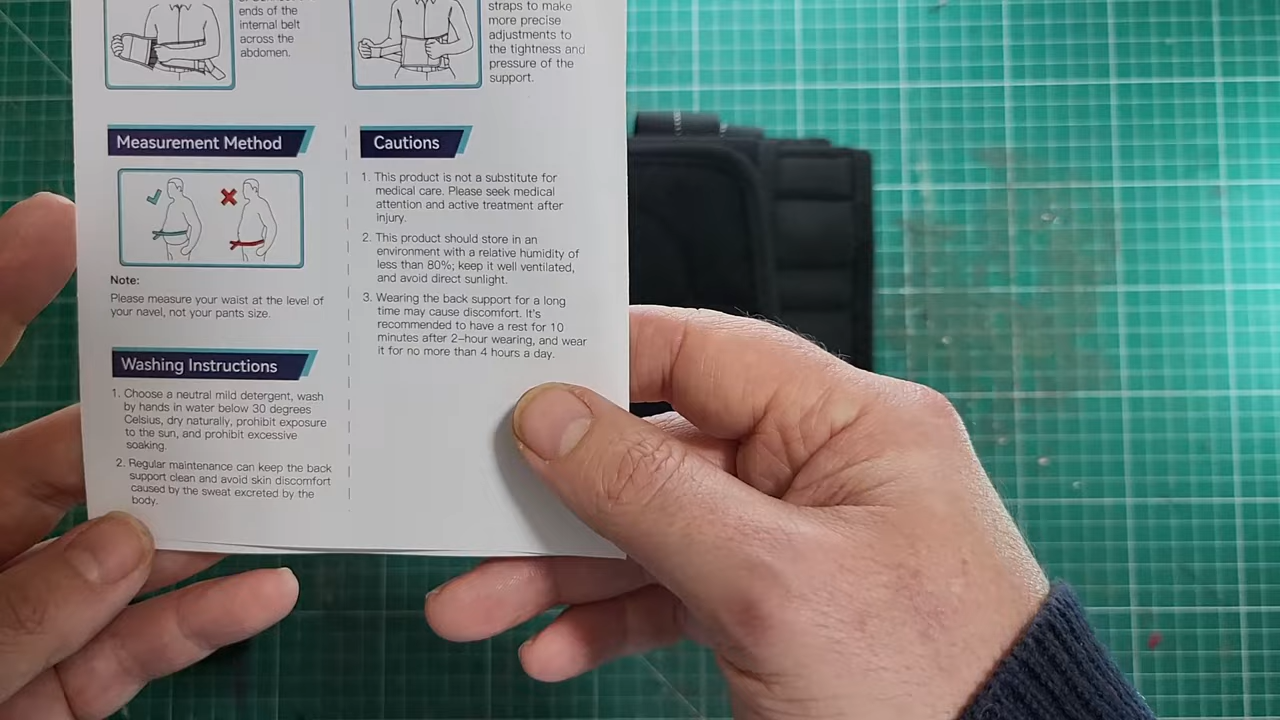 ends of the
internal belt
across the
abdomen.
straps to make
more precise
adjustments to
the tightness and
pressure of the
support.
Measurement Method
Note:
Please measure your waist at the level of
your navel, not your pants size.
Washing Instructions
1. Choose a neutral mild detergent, wash
by hands in water below 30 degrees
Celsius, dry naturally, prohibit exposure
to the sun, and prohibit excessive
soaking.
2. Regular maintenance can keep the back
support clean and avoid skin discomfort
caused by the sweat excreted by the
body.
Cautions
1. This product is not a substitute for
medical care. Please seek medical
attention and active treatment after
injury.
2. This product should store in an
environment with a relative humidity of
less than 80%; keep it well ventilated,
and avoid direct sunlight.
3. Wearing the back support for a long
time may cause discomfort. It's
recommended to have a rest for 10
minutes after 2-hour wearing, and wear
it for no more than 4 hours a day.